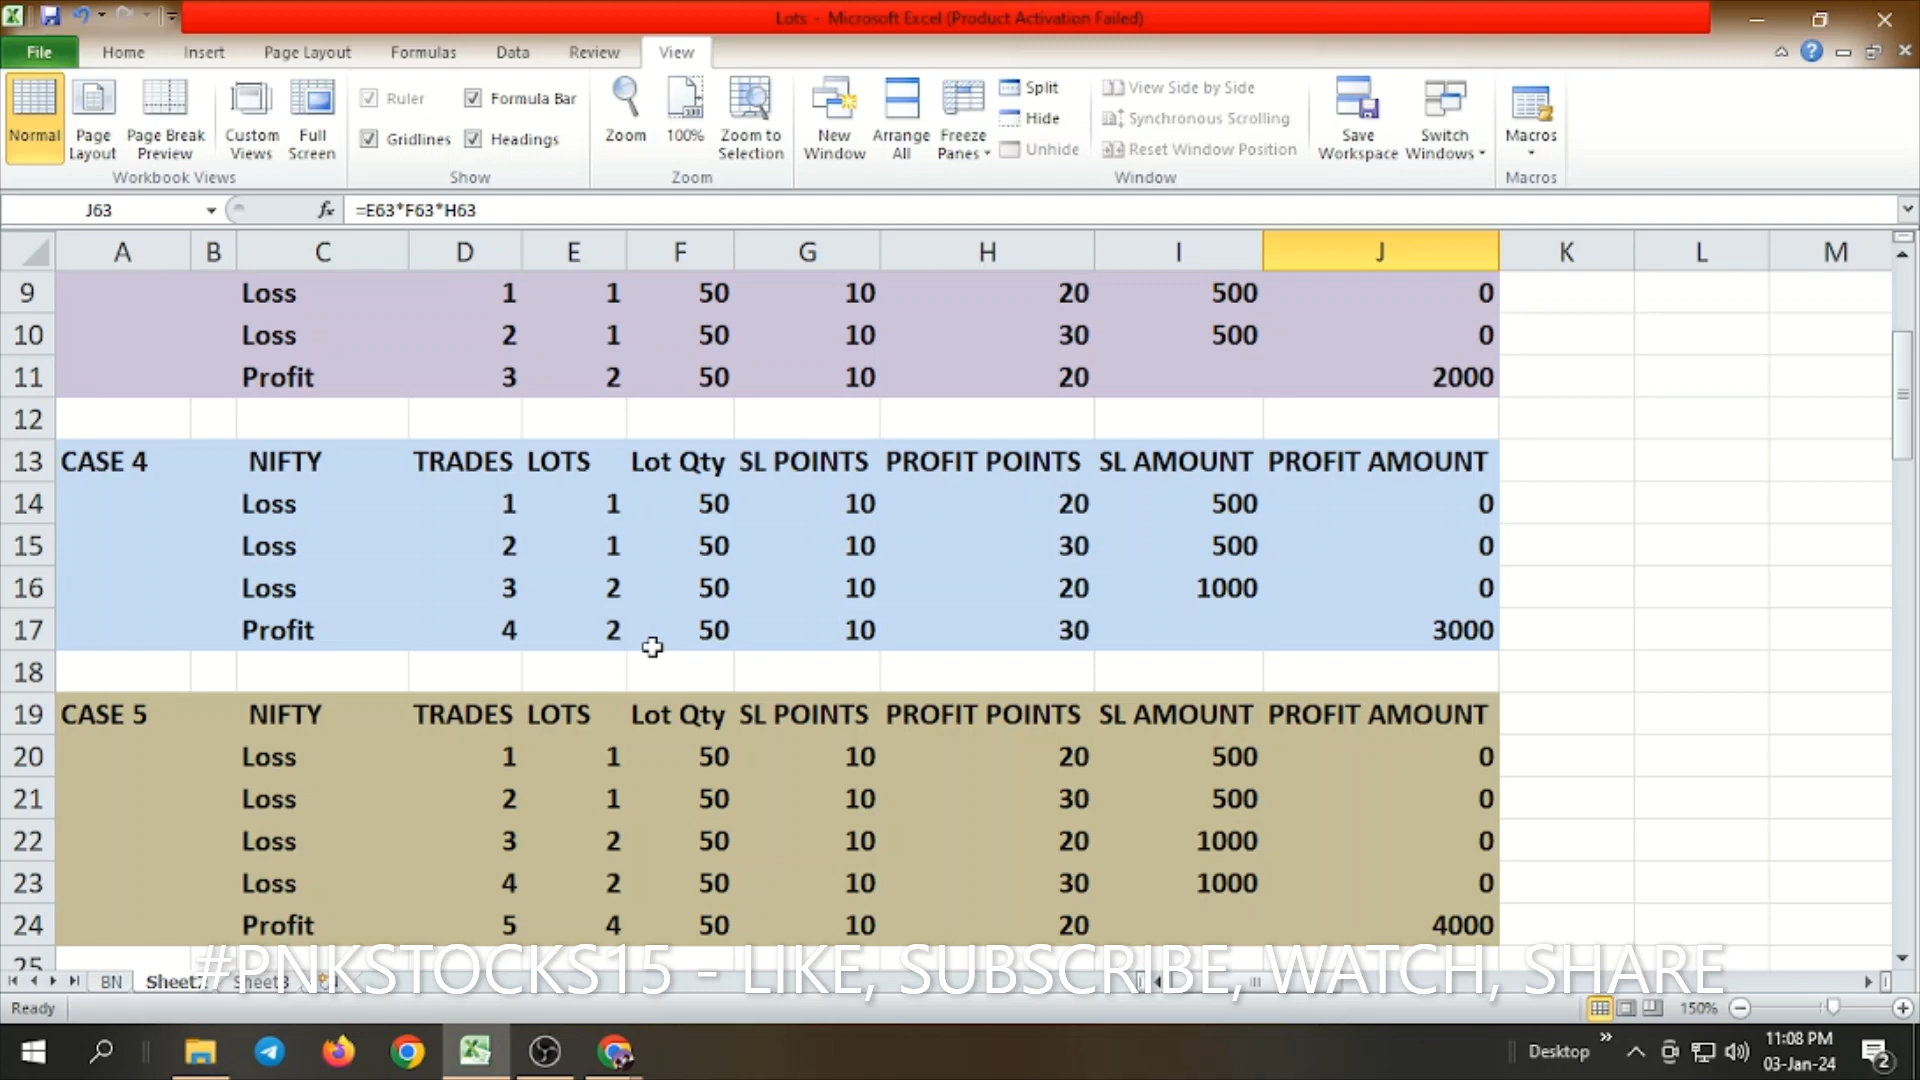 Lots - Microsoft Excel (Product Activation Failed)
File Home Insert Page Layout Formulas Data Review View
Normal Page Layout Page Break Preview Custom Views Full Screen
Workbook Views
Ruler Formula Bar
Gridlines Headings
Show
Zoom 100% Zoom to Selection
Zoom
New Window Arrange All Freeze Panes
Split
Hide
Unhide
View Side by Side
Synchronous Scrolling
Reset Window Position
Window
Save Workspace Switch Windows
Macros
Macros
J63 fx =E63*F63*H63
A B C D E F G H I J K L M
9 Loss 1 1 50 10 20 500 0
10 Loss 2 1 50 10 30 500 0
11 Profit 3 2 50 10 20 2000
12
13 CASE 4 NIFTY TRADES LOTS Lot Qty SL POINTS PROFIT POINTS SL AMOUNT PROFIT AMOUNT
14 Loss 1 1 50 10 20 500 0
15 Loss 2 1 50 10 30 500 0
16 Loss 3 2 50 10 20 1000 0
17 Profit 4 2 50 10 30 3000
18
19 CASE 5 NIFTY TRADES LOTS Lot Qty SL POINTS PROFIT POINTS SL AMOUNT PROFIT AMOUNT
20 Loss 1 1 50 10 20 500 0
21 Loss 2 1 50 10 30 500 0
22 Loss 3 2 50 10 20 1000 0
23 Loss 4 2 50 10 30 1000 0
24 Profit 5 4 50 10 20 4000
25
#PNKSTOCKS15 - LIKE, SUBSCRIBE, WATCH, SHARE
BN Sheet3
Ready 150%
Desktop 11:08 PM
03-Jan-24 2